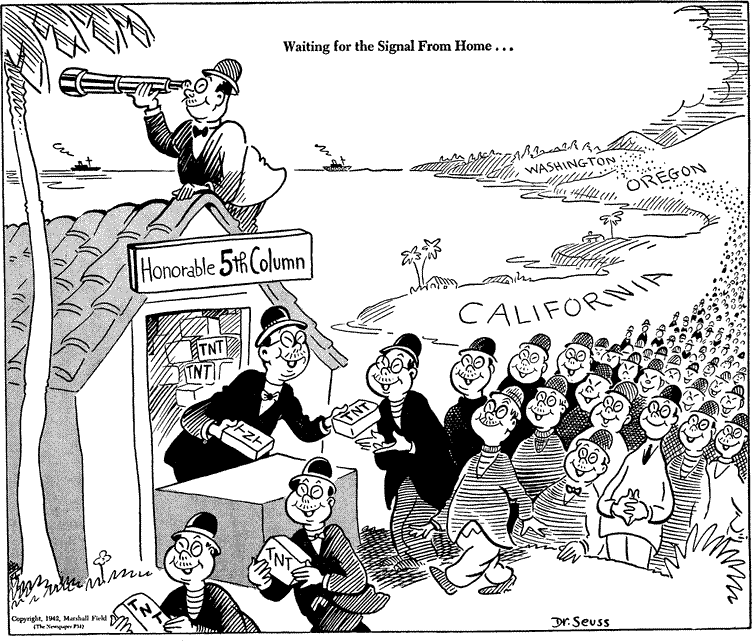 Waiting for the Signal From Home . . .
WASHINGTON
OREGON
Honorable 5th Column
CALIFORNIA
TNT
TNT
TNT
TNT
TNT
TNT
Copyright, 1942, Marshall Field
(The Newspaper PM)
Dr. Seuss